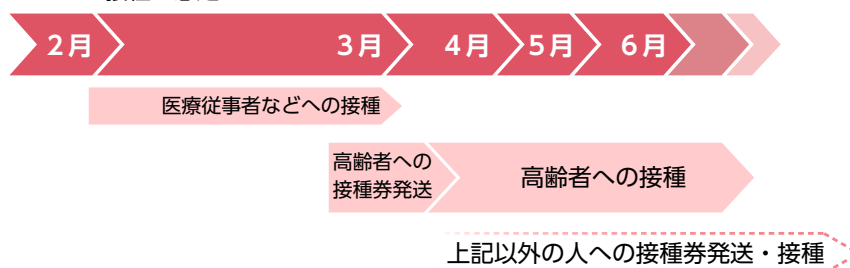 2月 3月 4月 5月 6月
医療従事者などへの接種
高齢者への
接種券発送
高齢者への接種
上記以外の人への接種券発送・接種